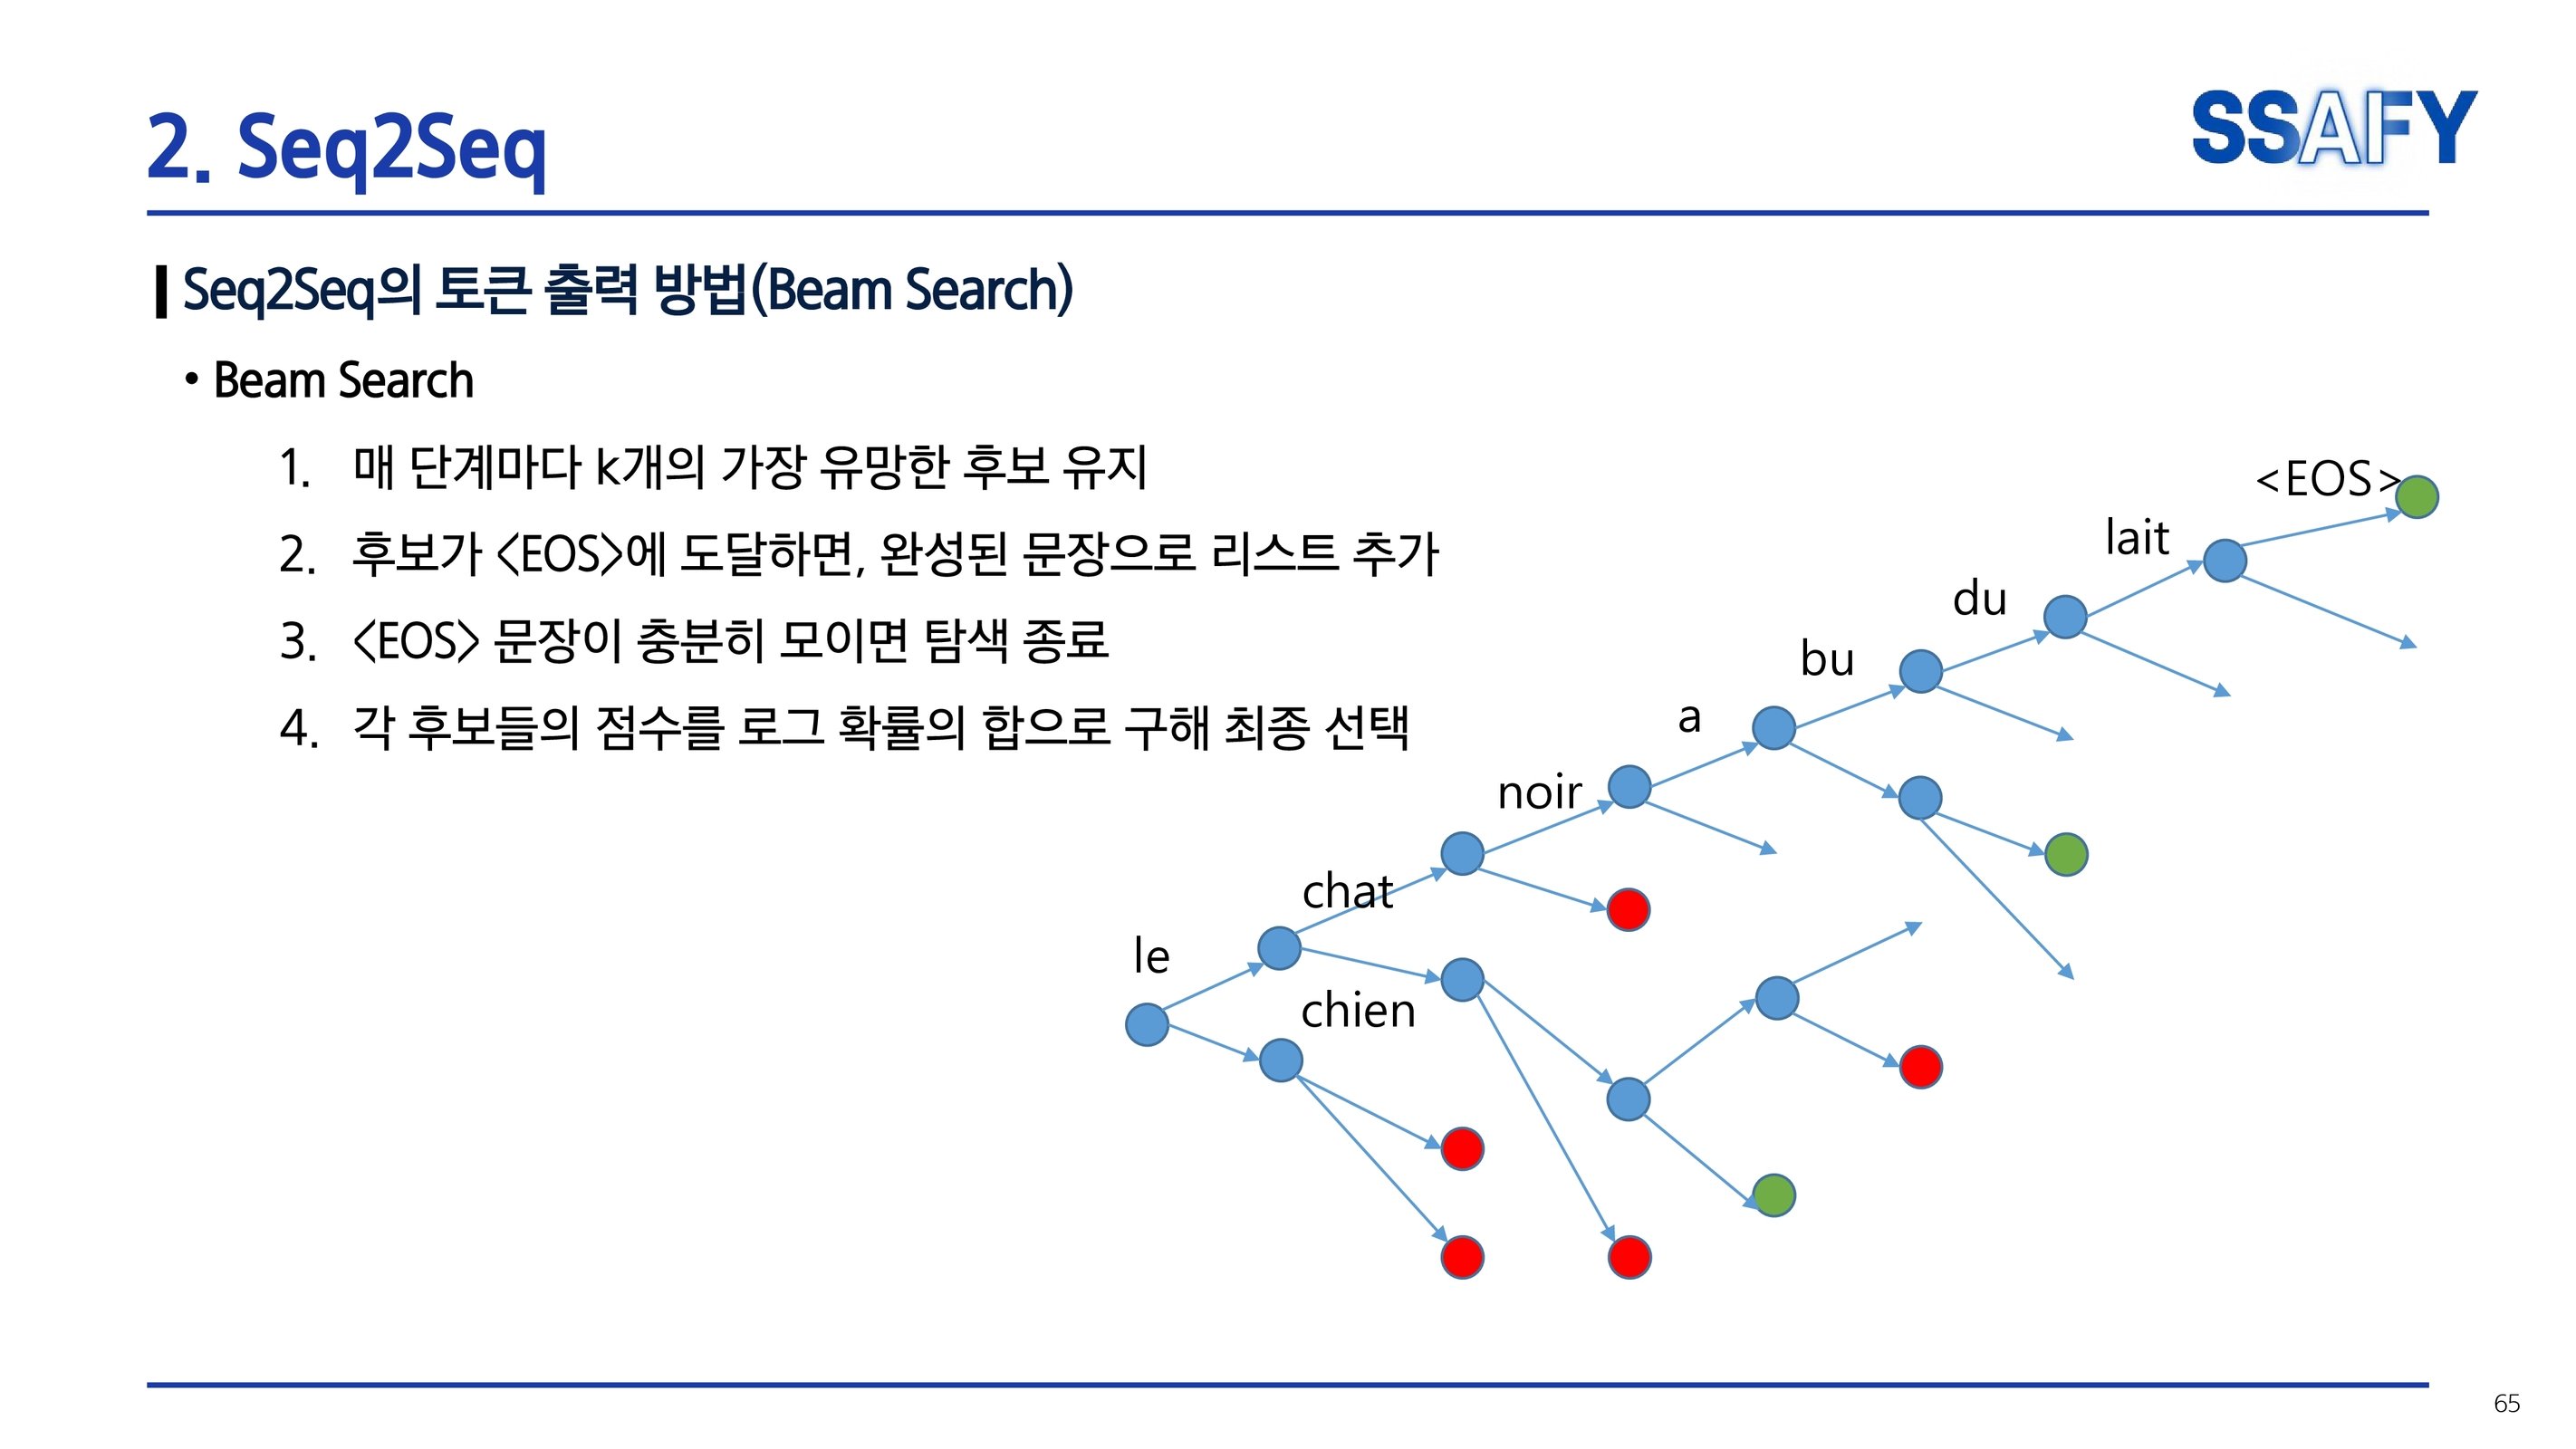 2. Seq2Seq
SSAFY
Seq2Seq의 토큰 출력 방법(Beam Search)
• Beam Search
1. 매 단계마다 k개의 가장 유망한 후보 유지
2. 후보가 <EOS>에 도달하면, 완성된 문장으로 리스트 추가
3. <EOS> 문장이 충분히 모이면 탐색 종료
4. 각 후보들의 점수를 로그 확률의 합으로 구해 최종 선택
<EOS>
lait
du
bu
a
noir
chat
le
chien
65